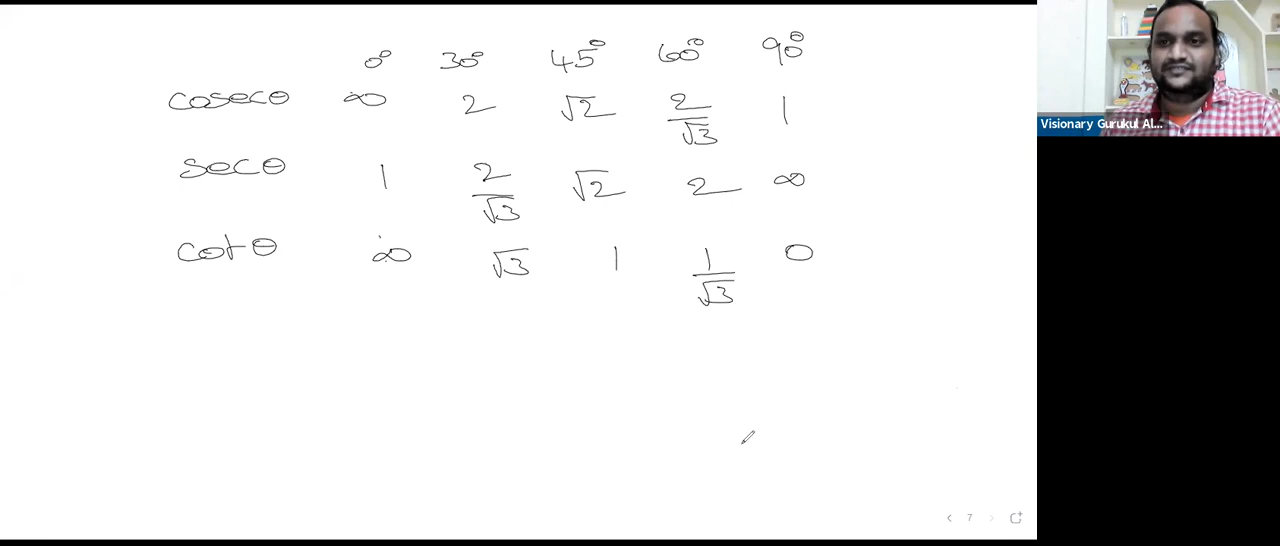 0° 30° 45° 60° 90°
cosecθ ∞ 2 √2 2/√3 1
secθ 1 2/√3 √2 2 ∞
cotθ ∞ √3 1 1/√3 0
Visionary Gurukul Al...
7